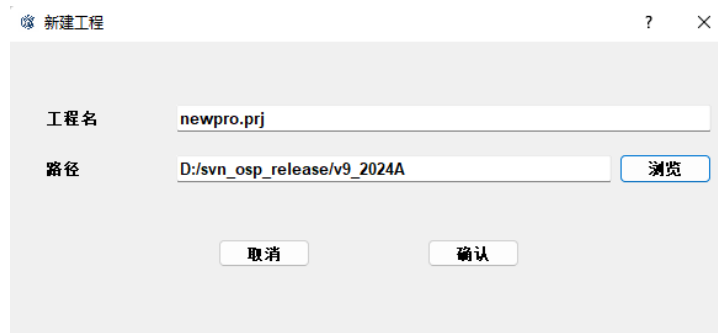 新建工程 ?
工程名 newpro.prj
路径 D:/svn_osp_release/v9_2024A 浏览
取消 确认